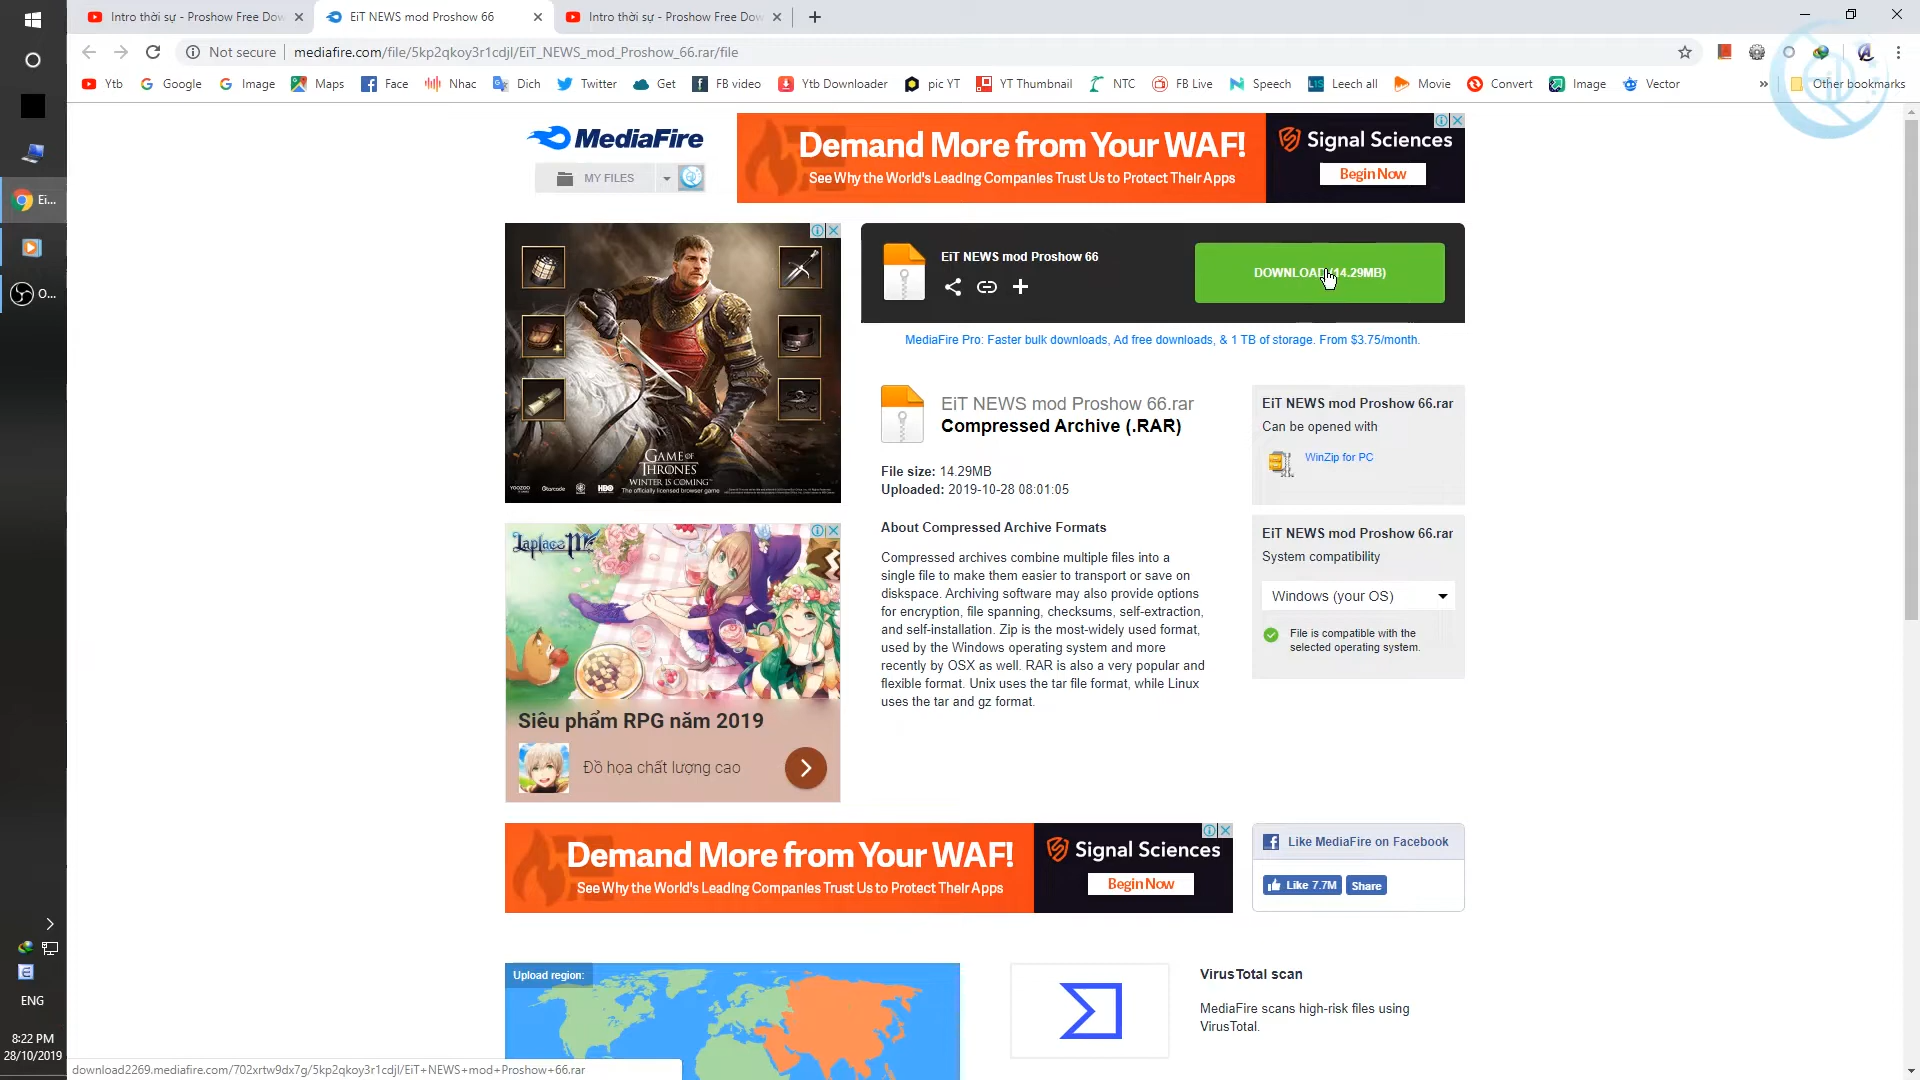 Intro thời sự - Proshow Free Dow
EiT NEWS mod Proshow 66
Intro thời sự - Proshow Free Dow
Not secure
mediafire.com/file/5kp2qkoy3r1cdjl/EiT_NEWS_mod_Proshow_66.rar/file
Ytb
Google
Image
Maps
Face
Nhac
Dich
Twitter
Get
FB video
Ytb Downloader
pic YT
YT Thumbnail
NTC
FB Live
Speech
Leech all
Movie
Convert
Image
Vector
Other bookmarks
Ei...
O...
MediaFire
MY FILES
Demand More from Your WAF!
See Why the World's Leading Companies Trust Us to Protect Their Apps
Signal Sciences
Begin Now
GAME OF
THRONES
WINTER IS COMING
The officially licensed browser game
EiT NEWS mod Proshow 66
DOWNLOAD (14.29MB)
MediaFire Pro: Faster bulk downloads, Ad free downloads, & 1 TB of storage. From $3.75/month.
EiT NEWS mod Proshow 66.rar
Compressed Archive (.RAR)
File size: 14.29MB
Uploaded: 2019-10-28 08:01:05
About Compressed Archive Formats
Compressed archives combine multiple files into a
single file to make them easier to transport or save on
diskspace. Archiving software may also provide options
for encryption, file spanning, checksums, self-extraction,
and self-installation. Zip is the most-widely used format,
used by the Windows operating system and more
recently by OSX as well. RAR is also a very popular and
flexible format. Unix uses the tar file format, while Linux
uses the tar and gz format.
EiT NEWS mod Proshow 66.rar
Can be opened with
WinZip for PC
EiT NEWS mod Proshow 66.rar
System compatibility
Windows (your OS)
File is compatible with the
selected operating system.
Laplace M
Siêu phẩm RPG năm 2019
Đồ họa chất lượng cao
Demand More from Your WAF!
See Why the World's Leading Companies Trust Us to Protect Their Apps
Signal Sciences
Begin Now
Like MediaFire on Facebook
Like 7.7M
Share
Upload region:
VirusTotal scan
MediaFire scans high-risk files using
VirusTotal.
ENG
8:22 PM
28/10/2019
download2269.mediafire.com/702xrtw9dx7g/5kp2qkoy3r1cdjl/EiT+NEWS+mod+Proshow+66.rar